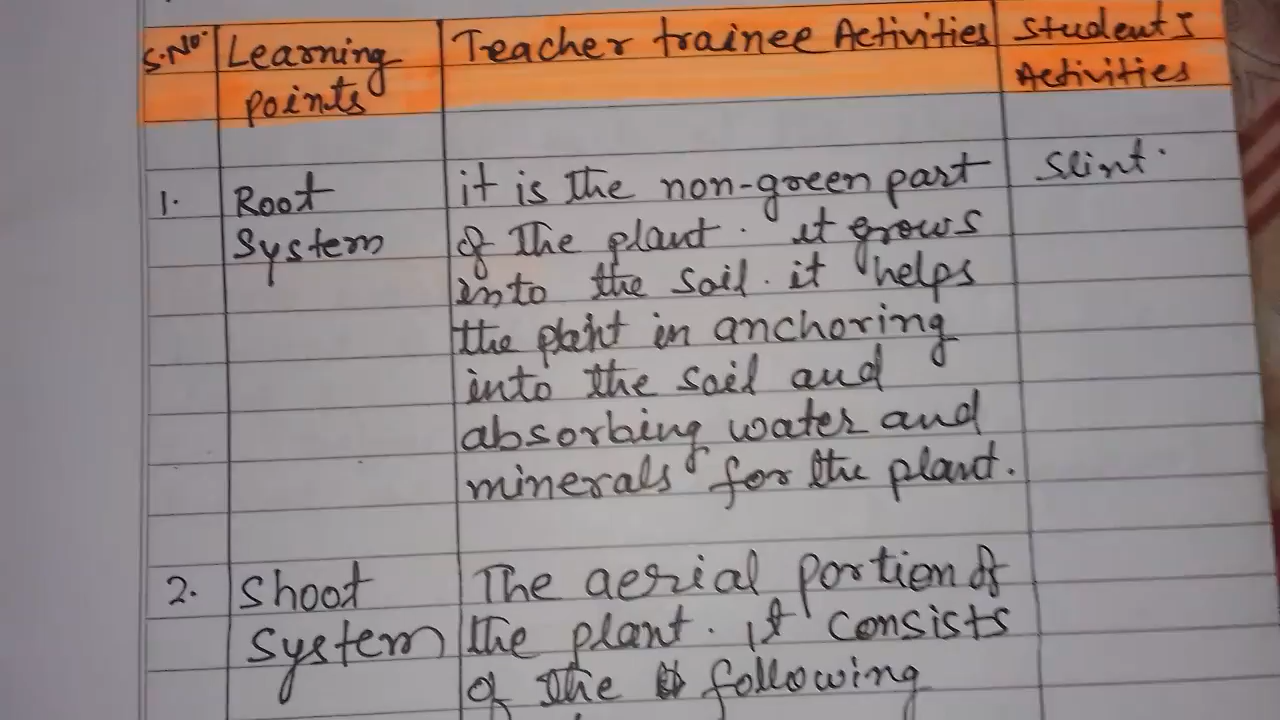 S.No. Learning points Teacher trainee Activities Students Activities
1. Root System it is the non-green part Slint.
of the plant. it grows
into the soil. it helps
the plant in anchoring
into the soil and
absorbing water and
minerals for the plant.
2. Shoot System The aerial portion of
the plant. it consists
of the following